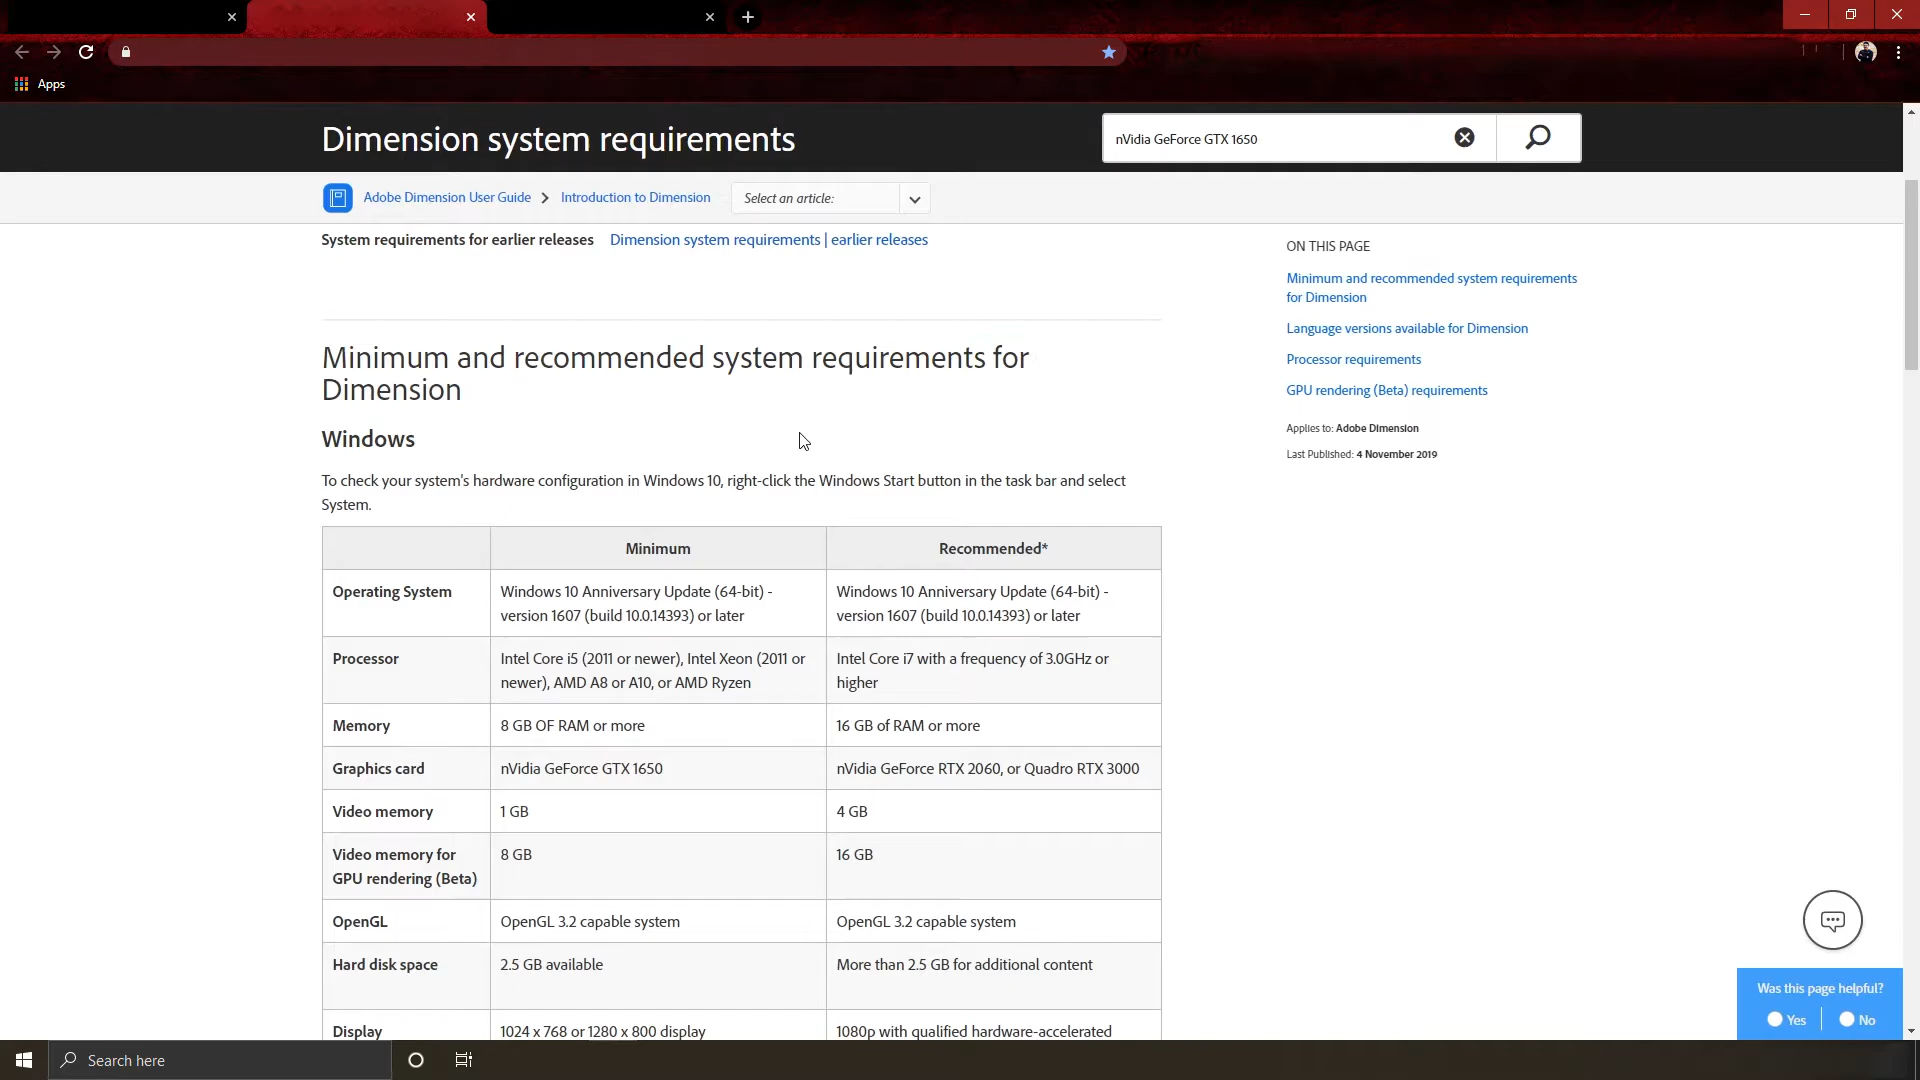 Apps
Dimension system requirements
nVidia GeForce GTX 1650
Adobe Dimension User Guide
Introduction to Dimension
Select an article:
System requirements for earlier releases
Dimension system requirements | earlier releases
ON THIS PAGE
Minimum and recommended system requirements
for Dimension
Language versions available for Dimension
Processor requirements
GPU rendering (Beta) requirements
Applies to: Adobe Dimension
Last Published: 4 November 2019
Minimum and recommended system requirements for
Dimension
Windows
To check your system's hardware configuration in Windows 10, right-click the Windows Start button in the task bar and select
System.
Minimum
Recommended*
Operating System
Windows 10 Anniversary Update (64-bit) -
version 1607 (build 10.0.14393) or later
Windows 10 Anniversary Update (64-bit) -
version 1607 (build 10.0.14393) or later
Processor
Intel Core i5 (2011 or newer), Intel Xeon (2011 or
newer), AMD A8 or A10, or AMD Ryzen
Intel Core i7 with a frequency of 3.0GHz or
higher
Memory
8 GB OF RAM or more
16 GB of RAM or more
Graphics card
nVidia GeForce GTX 1650
nVidia GeForce RTX 2060, or Quadro RTX 3000
Video memory
1 GB
4 GB
Video memory for
GPU rendering (Beta)
8 GB
16 GB
OpenGL
OpenGL 3.2 capable system
OpenGL 3.2 capable system
Hard disk space
2.5 GB available
More than 2.5 GB for additional content
Display
1024 x 768 or 1280 x 800 display
1080p with qualified hardware-accelerated
Was this page helpful?
Yes
No
Search here